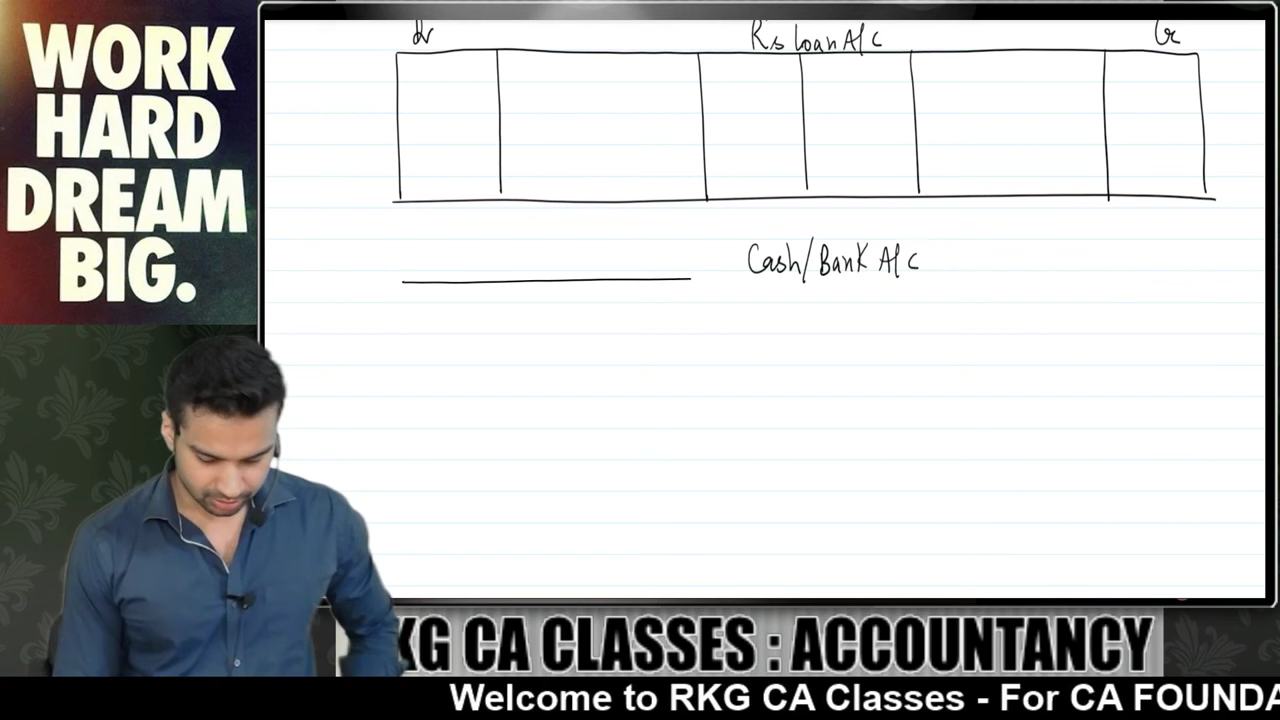 WORK
HARD
DREAM
BIG.
Dr R's Loan A/c Cr
Cash/Bank A/c
KG CA CLASSES : ACCOUNTANCY
Welcome to RKG CA Classes - For CA FOUNDA